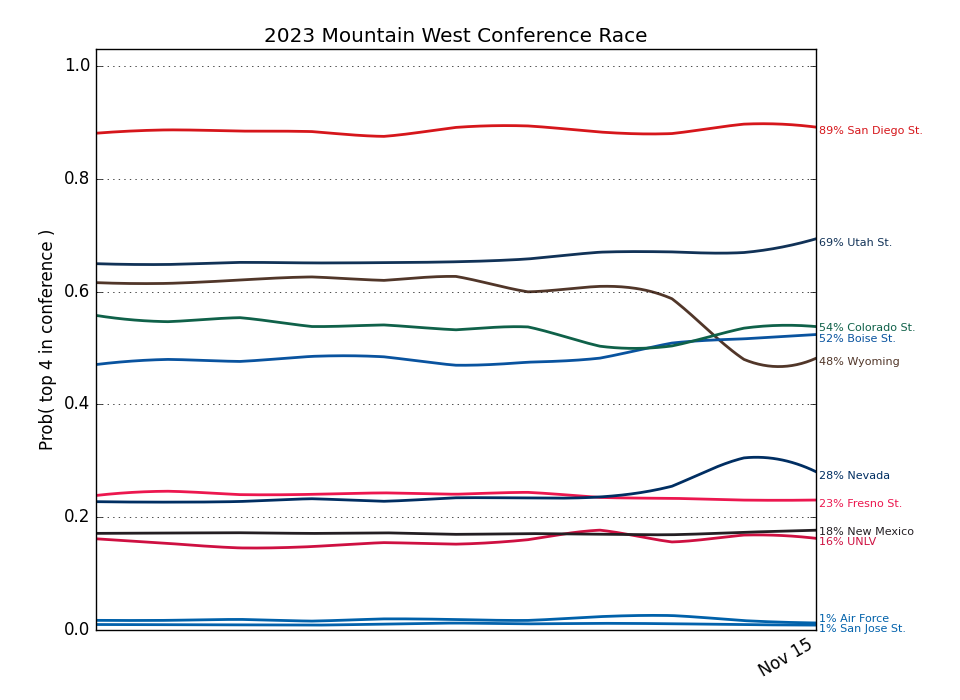 2023 Mountain West Conference Race
1.0
0.8
0.6
0.4
0.2
0.0
Prob( top 4 in conference )
89% San Diego St.
69% Utah St.
54% Colorado St.
52% Boise St.
48% Wyoming
28% Nevada
23% Fresno St.
18% New Mexico
16% UNLV
1% Air Force
1% San Jose St.
Nov 15